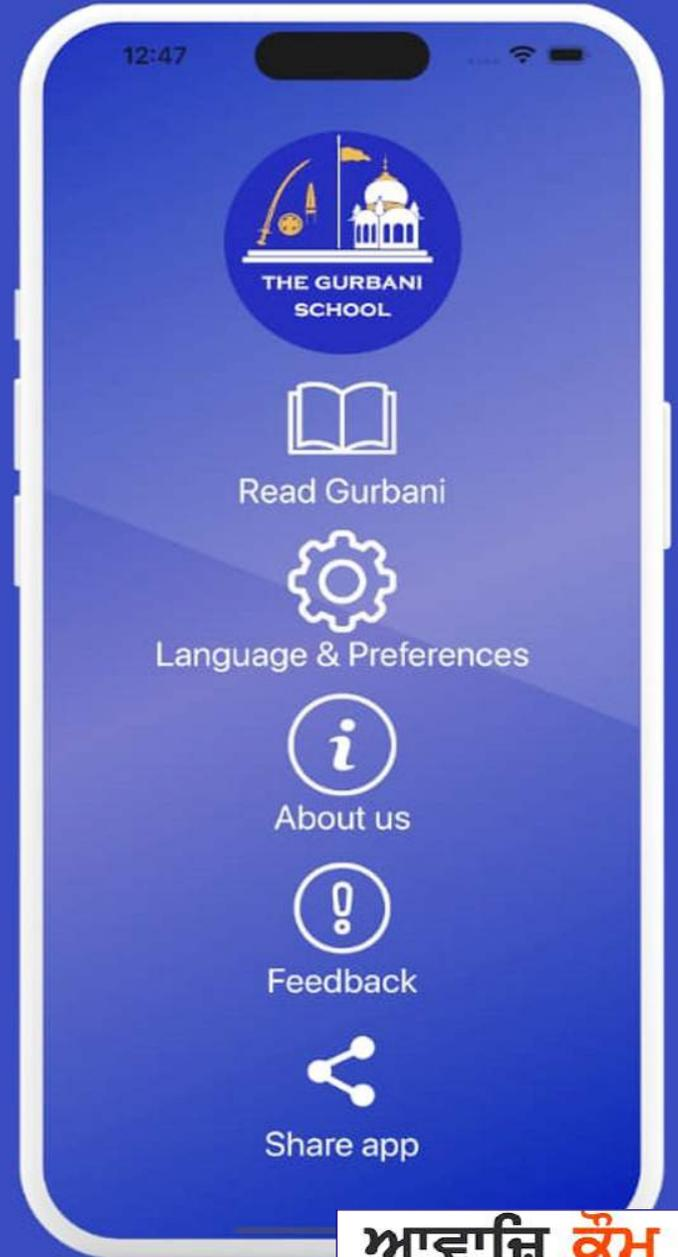 12:47
THE GURBANI
SCHOOL
Read Gurbani
Language & Preferences
About us
Feedback
Share app
ਆਵਾਜ਼ਿ ਕੌਮ